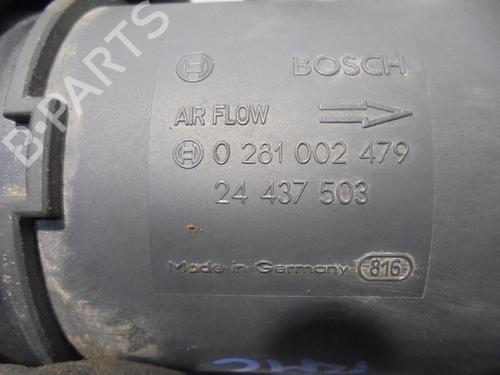 B-PARTS
BOSCH
AIR FLOW
0 281 002 479
24 437 503
Made in Germany 816